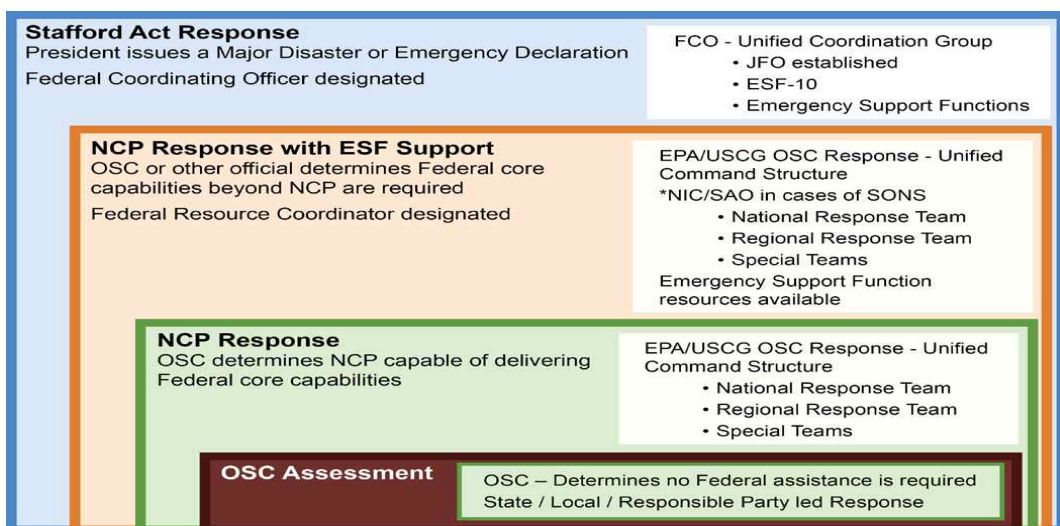 Stafford Act Response
President issues a Major Disaster or Emergency Declaration
Federal Coordinating Officer designated
FCO - Unified Coordination Group
• JFO established
• ESF-10
• Emergency Support Functions
NCP Response with ESF Support
OSC or other official determines Federal core
capabilities beyond NCP are required
Federal Resource Coordinator designated
EPA/USCG OSC Response - Unified
Command Structure
*NIC/SAO in cases of SONS
• National Response Team
• Regional Response Team
• Special Teams
Emergency Support Function
resources available
NCP Response
OSC determines NCP capable of delivering
Federal core capabilities
EPA/USCG OSC Response - Unified
Command Structure
• National Response Team
• Regional Response Team
• Special Teams
OSC Assessment
OSC – Determines no Federal assistance is required
State / Local / Responsible Party led Response